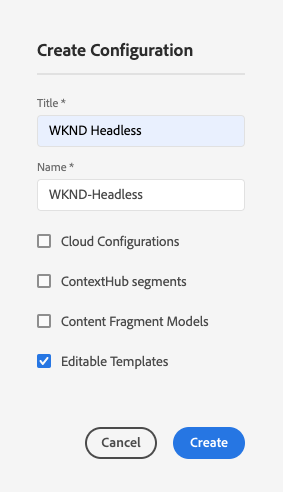 Create Configuration
Title *
WKND Headless
Name *
WKND-Headless
Cloud Configurations
ContextHub segments
Content Fragment Models
Editable Templates
Cancel Create